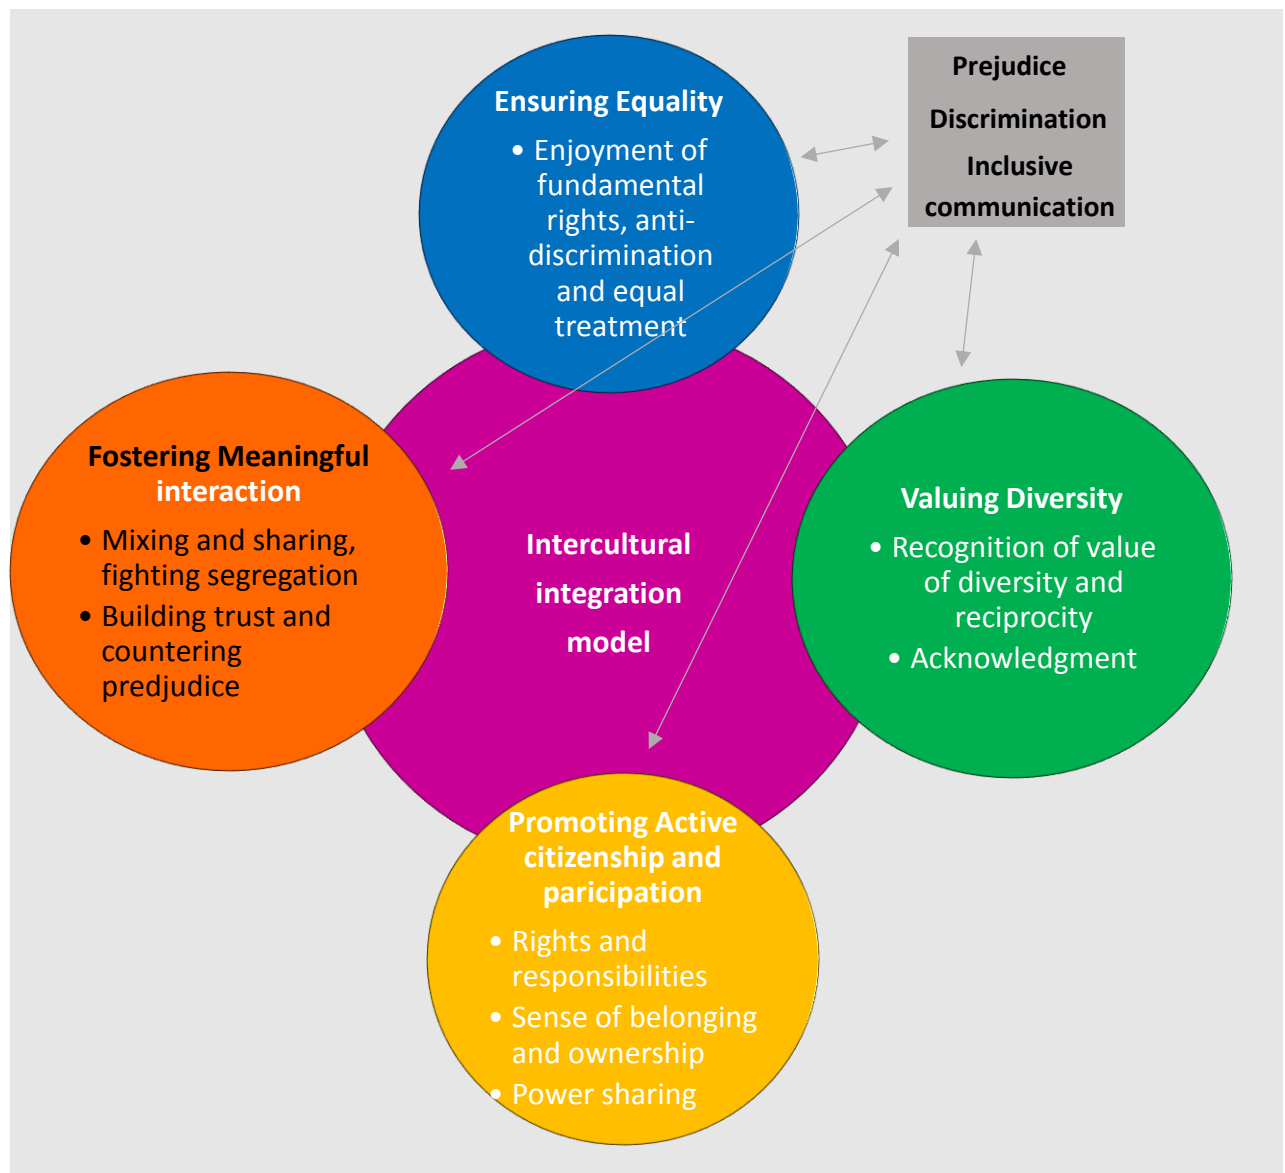 Ensuring Equality
• Enjoyment of
fundamental
rights, anti-
discrimination
and equal
treatment
Prejudice
Discrimination
Inclusive
communication
Fostering Meaningful
interaction
• Mixing and sharing,
fighting segregation
• Building trust and
countering
predjudice
Intercultural
integration
model
Valuing Diversity
• Recognition of value
of diversity and
reciprocity
• Acknowledgment
Promoting Active
citizenship and
paricipation
• Rights and
responsibilities
• Sense of belonging
and ownership
• Power sharing